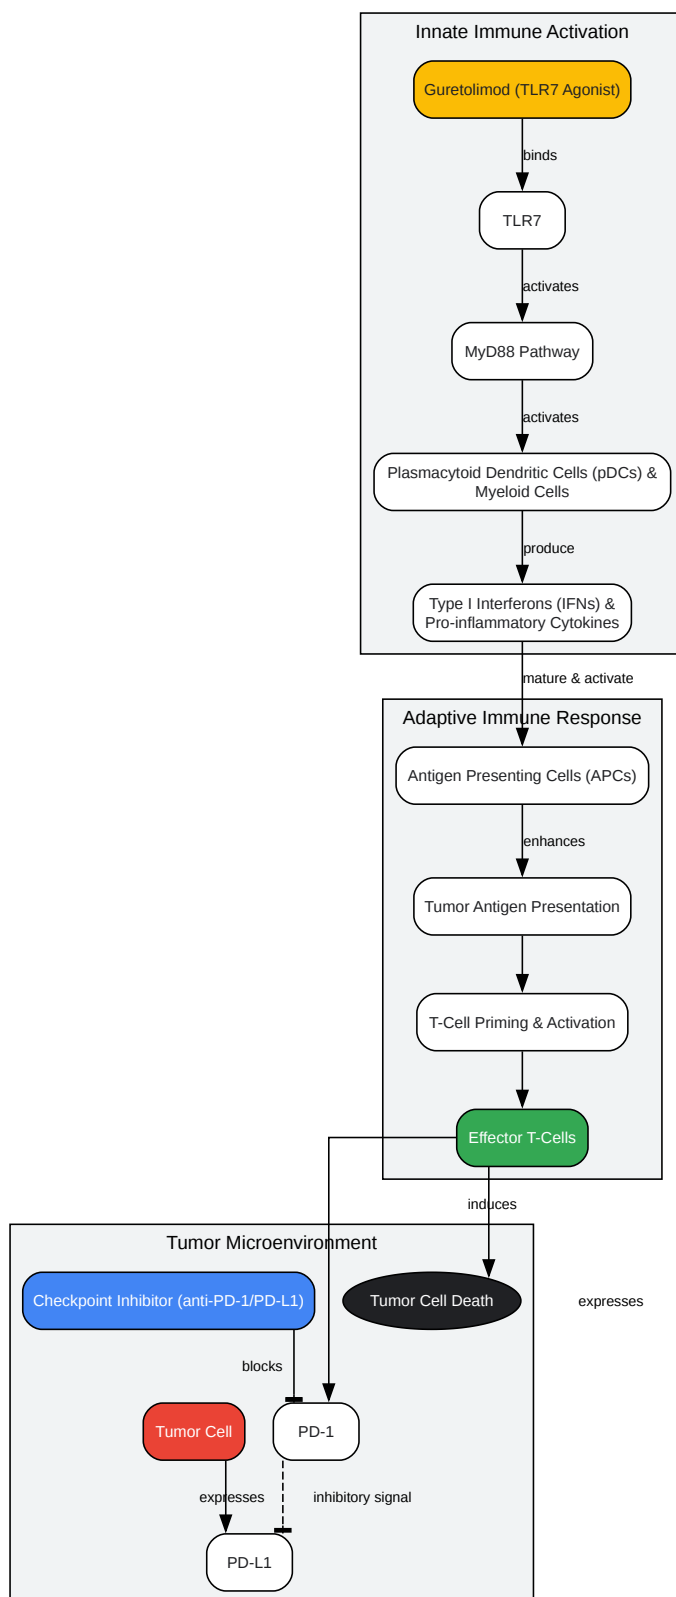 Innate Immune Activation
Guretolimod (TLR7 Agonist)
binds
TLR7
activates
MyD88 Pathway
activates
Plasmacytoid Dendritic Cells (pDCs) &
Myeloid Cells
produce
Type I Interferons (IFNs) &
Pro-inflammatory Cytokines
mature & activate
Adaptive Immune Response
Antigen Presenting Cells (APCs)
enhances
Tumor Antigen Presentation
T-Cell Priming & Activation
Effector T-Cells
induces
Tumor Microenvironment
Checkpoint Inhibitor (anti-PD-1/PD-L1)
Tumor Cell Death
expresses
blocks
Tumor Cell
PD-1
expresses
inhibitory signal
PD-L1